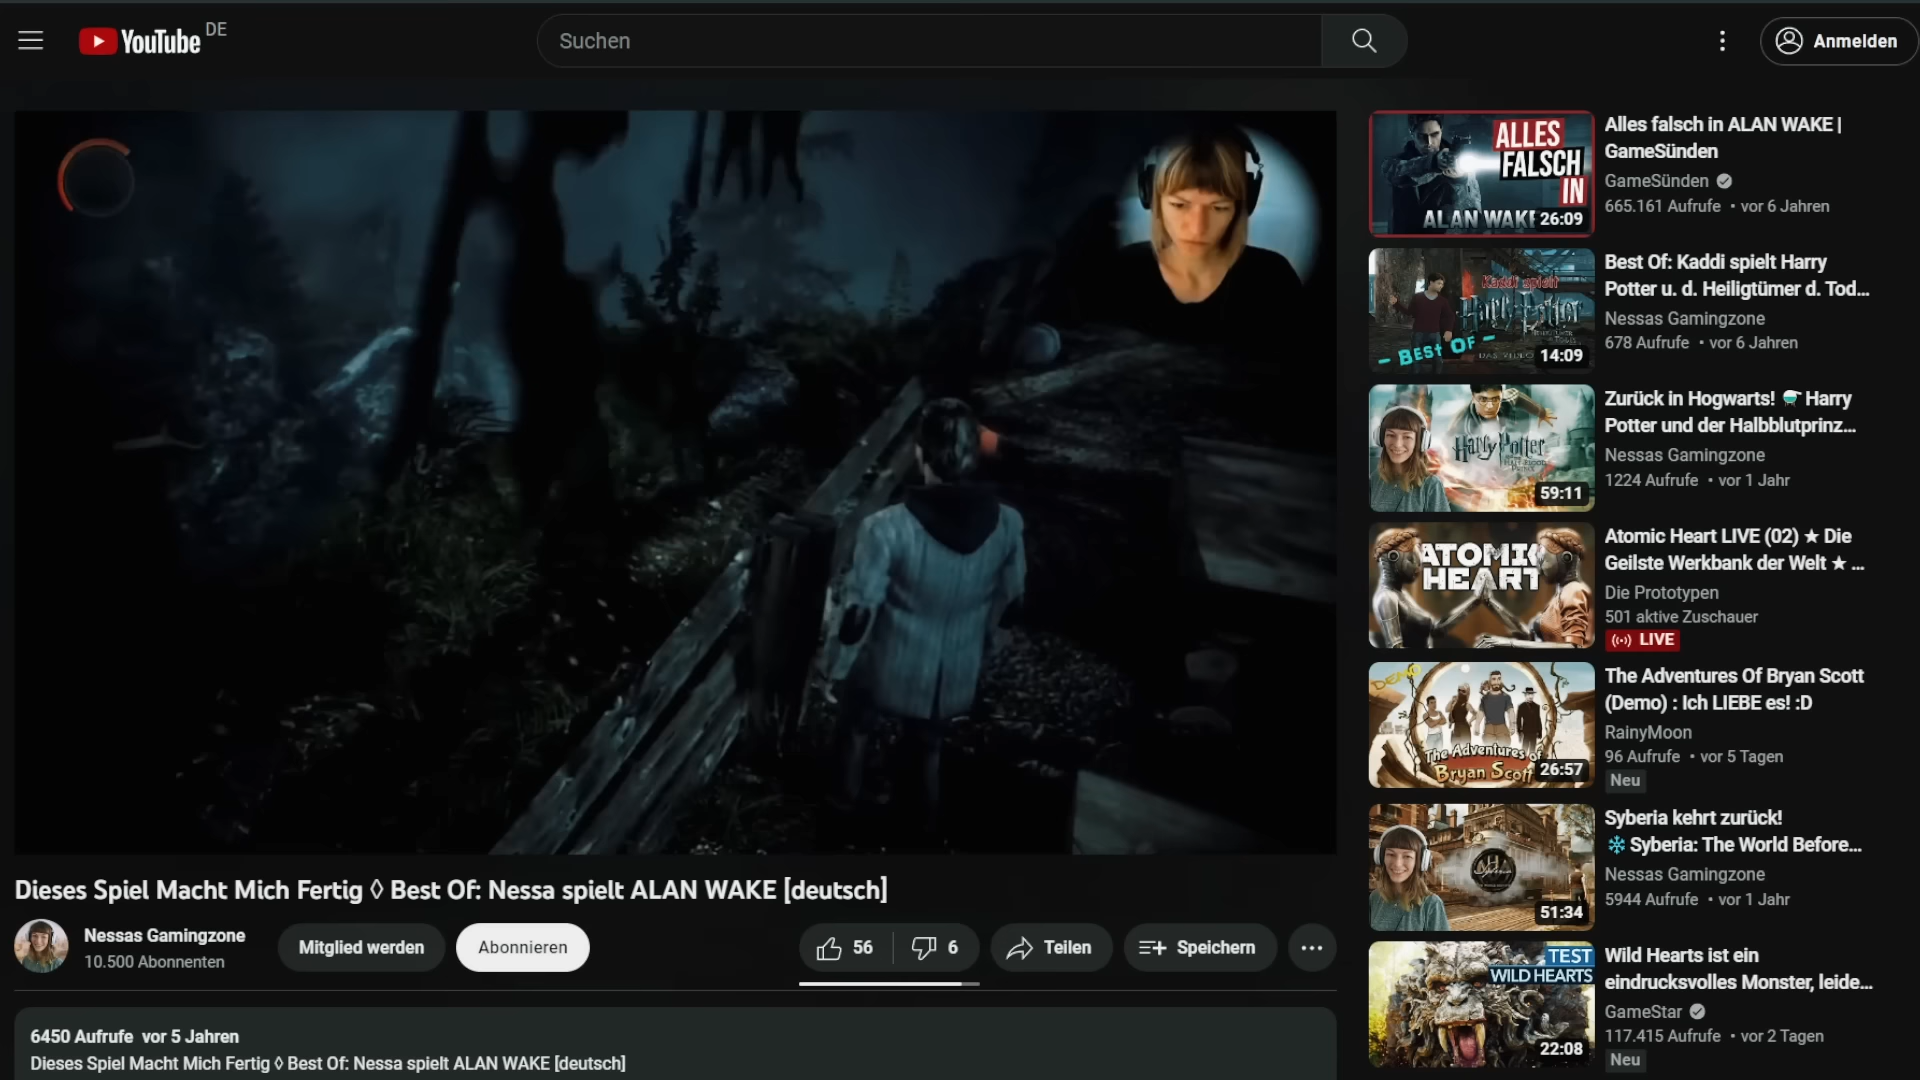 YouTube DE
Suchen
Anmelden
Dieses Spiel Macht Mich Fertig ◊ Best Of: Nessa spielt ALAN WAKE [deutsch]
Nessas Gamingzone
10.500 Abonnenten
Mitglied werden
Abonnieren
56
6
Teilen
Speichern
6450 Aufrufe vor 5 Jahren
Dieses Spiel Macht Mich Fertig ◊ Best Of: Nessa spielt ALAN WAKE [deutsch]
ALLES
FALSCH
IN
ALAN WAKE
26:09
Alles falsch in ALAN WAKE |
GameSünden
GameSünden
665.161 Aufrufe • vor 6 Jahren
Kaddi spielt
Harry Potter
- BEST OF -
14:09
Best Of: Kaddi spielt Harry
Potter u. d. Heiligtümer d. Tod...
Nessas Gamingzone
678 Aufrufe • vor 6 Jahren
Harry Potter
59:11
Zurück in Hogwarts! Harry
Potter und der Halbblutprinz...
Nessas Gamingzone
1224 Aufrufe • vor 1 Jahr
ATOMIC
HEART
Atomic Heart LIVE (02) ★ Die
Geilste Werkbank der Welt ★ ...
Die Prototypen
501 aktive Zuschauer
LIVE
DEMO
The Adventures of
Bryan Scott
26:57
The Adventures Of Bryan Scott
(Demo) : Ich LIEBE es! :D
RainyMoon
96 Aufrufe • vor 5 Tagen
Neu
51:34
Syberia kehrt zurück!
❄ Syberia: The World Before...
Nessas Gamingzone
5944 Aufrufe • vor 1 Jahr
TEST
WILD HEARTS
22:08
Wild Hearts ist ein
eindrucksvolles Monster, leide...
GameStar
117.415 Aufrufe • vor 2 Tagen
Neu